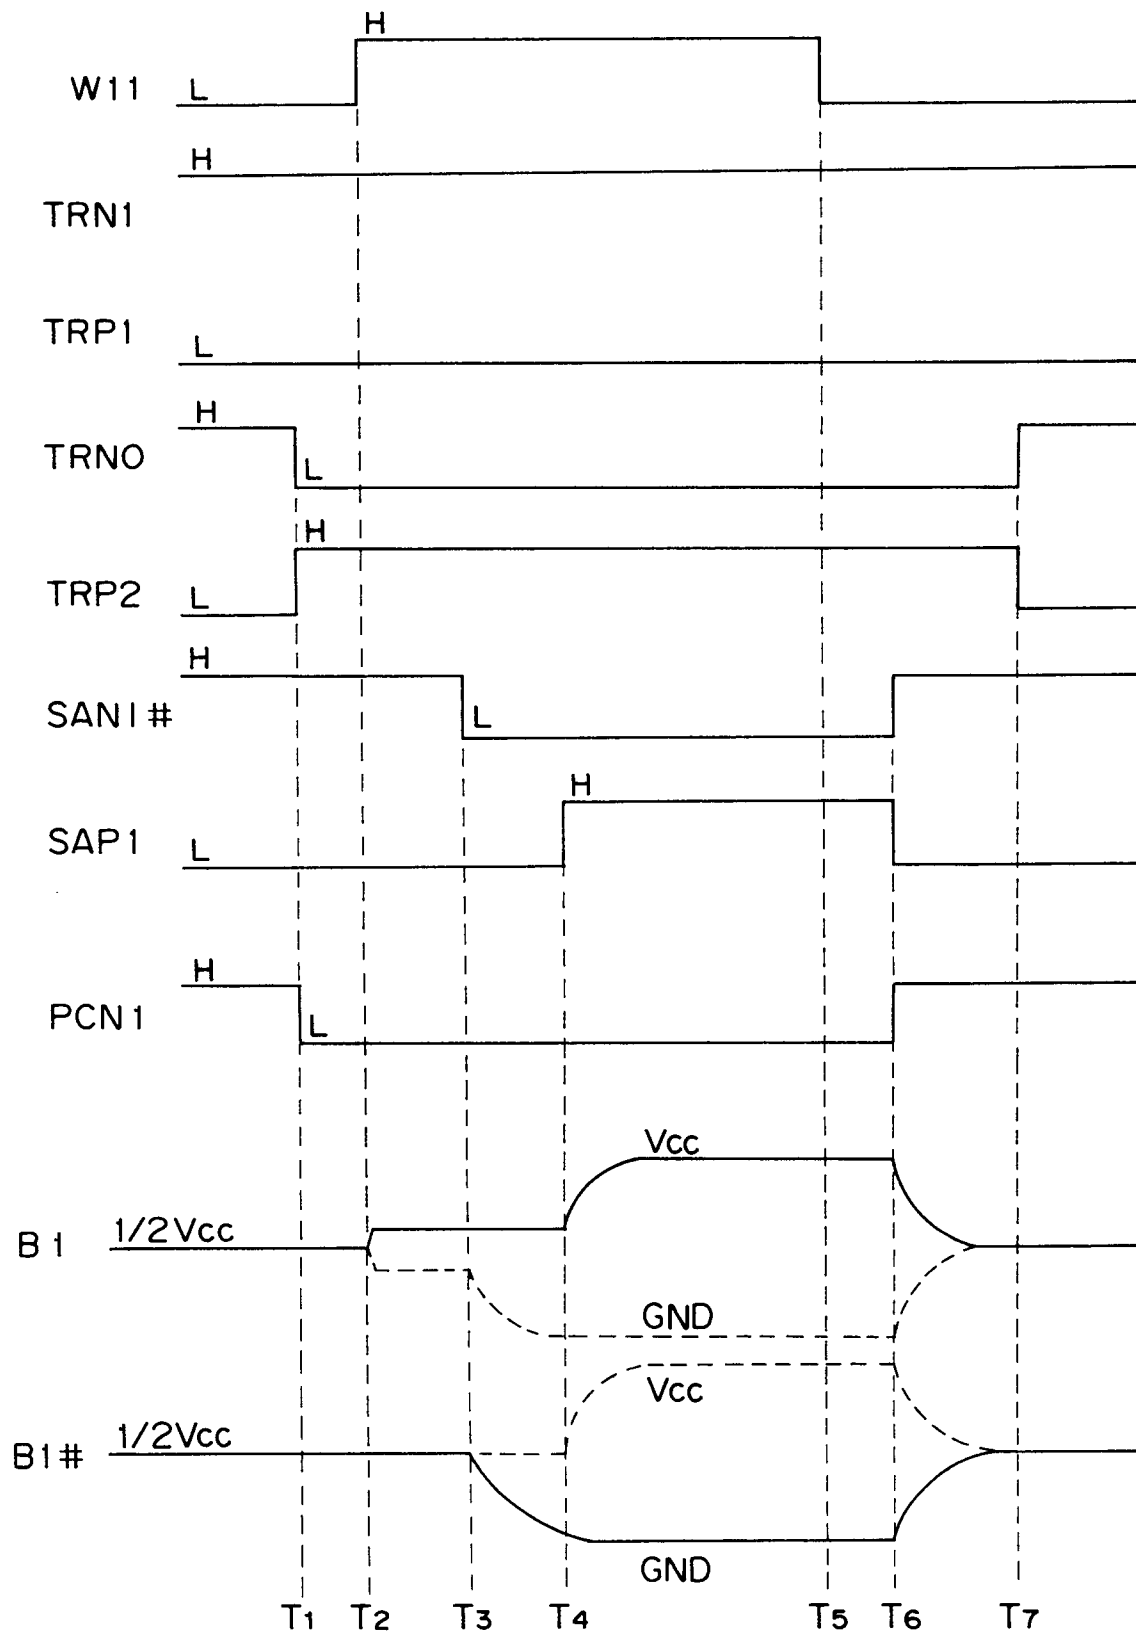 H
W11 L
H
TRN1
TRP1
L
H
TRN0
L
H
TRP2 L
H
SAN1#
L
H
SAP1 L
H
PCN1
L
Vcc
B1 1/2Vcc
GND
Vcc
B1# 1/2Vcc
GND
T1 T2 T3 T4 T5 T6 T7